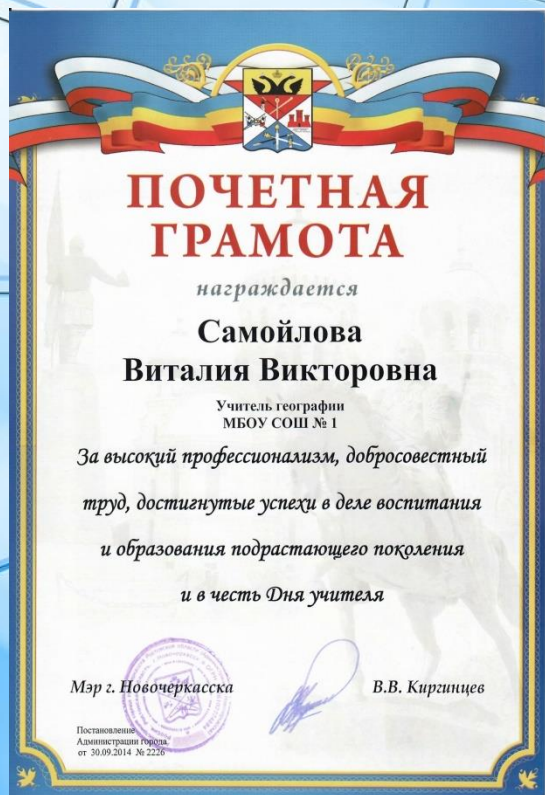 ПОЧЕТНАЯ
ГРАМОТА
награждается
Самойлова
Виталия Викторовна
Учитель географии
МБОУ СОШ № 1
За высокий профессионализм, добросовестный
труд, достигнутые успехи в деле воспитания
и образования подрастающего поколения
и в честь Дня учителя
Мэр г. Новочеркасска
В.В. Киргинцев
Постановление
Администрации города
от 30.09.2014 № 2226